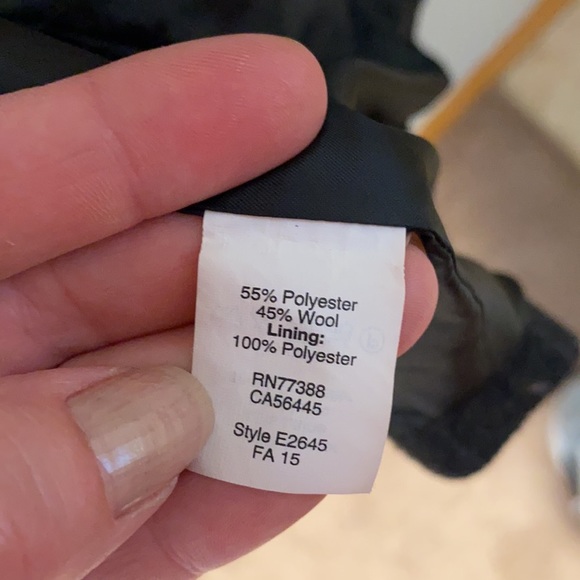 55% Polyester
45% Wool
Lining:
100% Polyester
RN77388
CA56445
Style E2645
FA 15